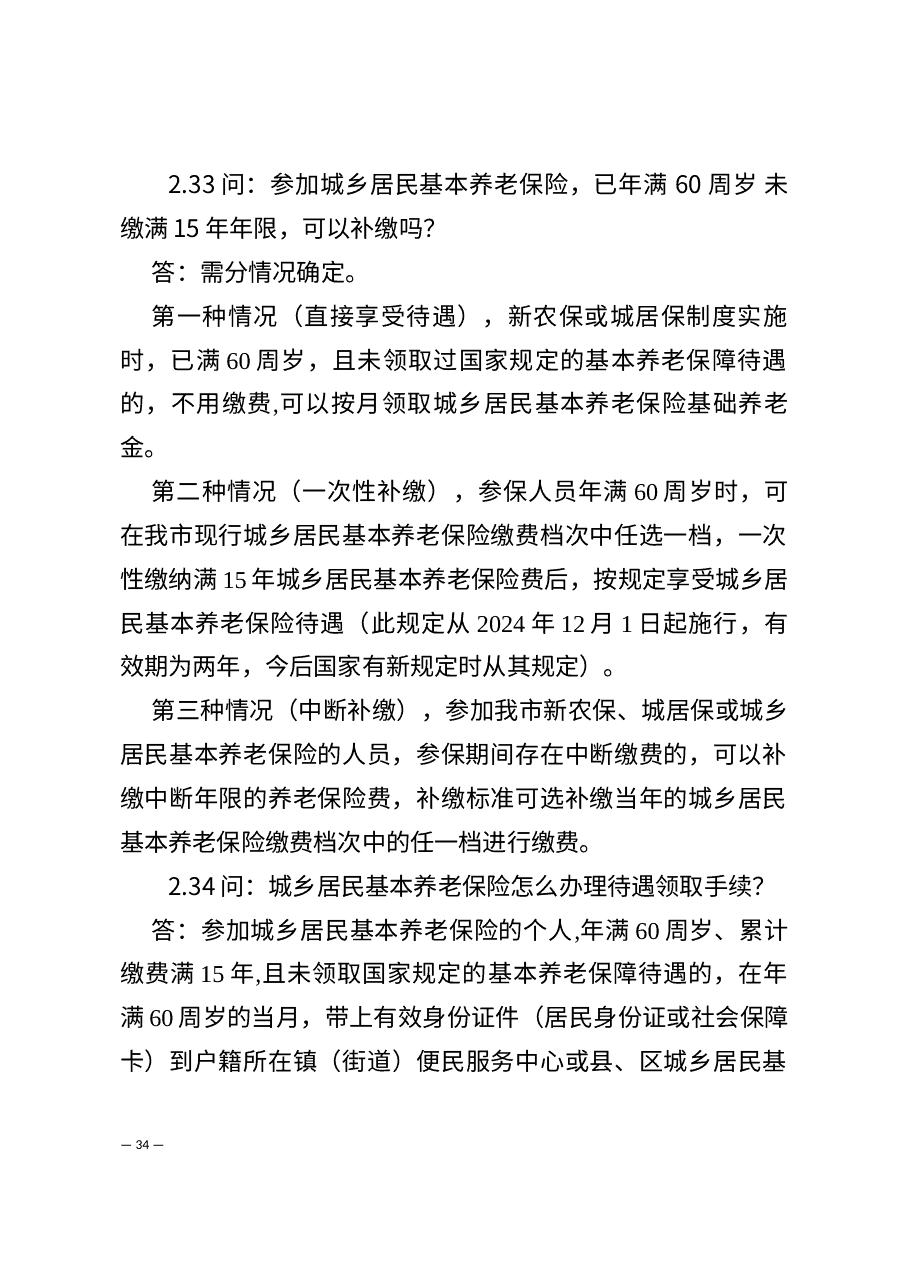 2.33 问：参加城乡居民基本养老保险，已年满 60 周岁 未
缴满 15 年年限，可以补缴吗？
答：需分情况确定。
第一种情况（直接享受待遇），新农保或城居保制度实施
时，已满 60 周岁，且未领取过国家规定的基本养老保障待遇
的，不用缴费,可以按月领取城乡居民基本养老保险基础养老
金。
第二种情况（一次性补缴），参保人员年满 60 周岁时，可
在我市现行城乡居民基本养老保险缴费档次中任选一档，一次
性缴纳满 15 年城乡居民基本养老保险费后，按规定享受城乡居
民基本养老保险待遇（此规定从 2024 年 12 月 1 日起施行，有
效期为两年，今后国家有新规定时从其规定）。
第三种情况（中断补缴），参加我市新农保、城居保或城乡
居民基本养老保险的人员，参保期间存在中断缴费的，可以补
缴中断年限的养老保险费，补缴标准可选补缴当年的城乡居民
基本养老保险缴费档次中的任一档进行缴费。
2.34 问：城乡居民基本养老保险怎么办理待遇领取手续？
答：参加城乡居民基本养老保险的个人,年满 60 周岁、累计
缴费满 15 年,且未领取国家规定的基本养老保障待遇的，在年
满 60 周岁的当月，带上有效身份证件（居民身份证或社会保障
卡）到户籍所在镇（街道）便民服务中心或县、区城乡居民基
— 34 —